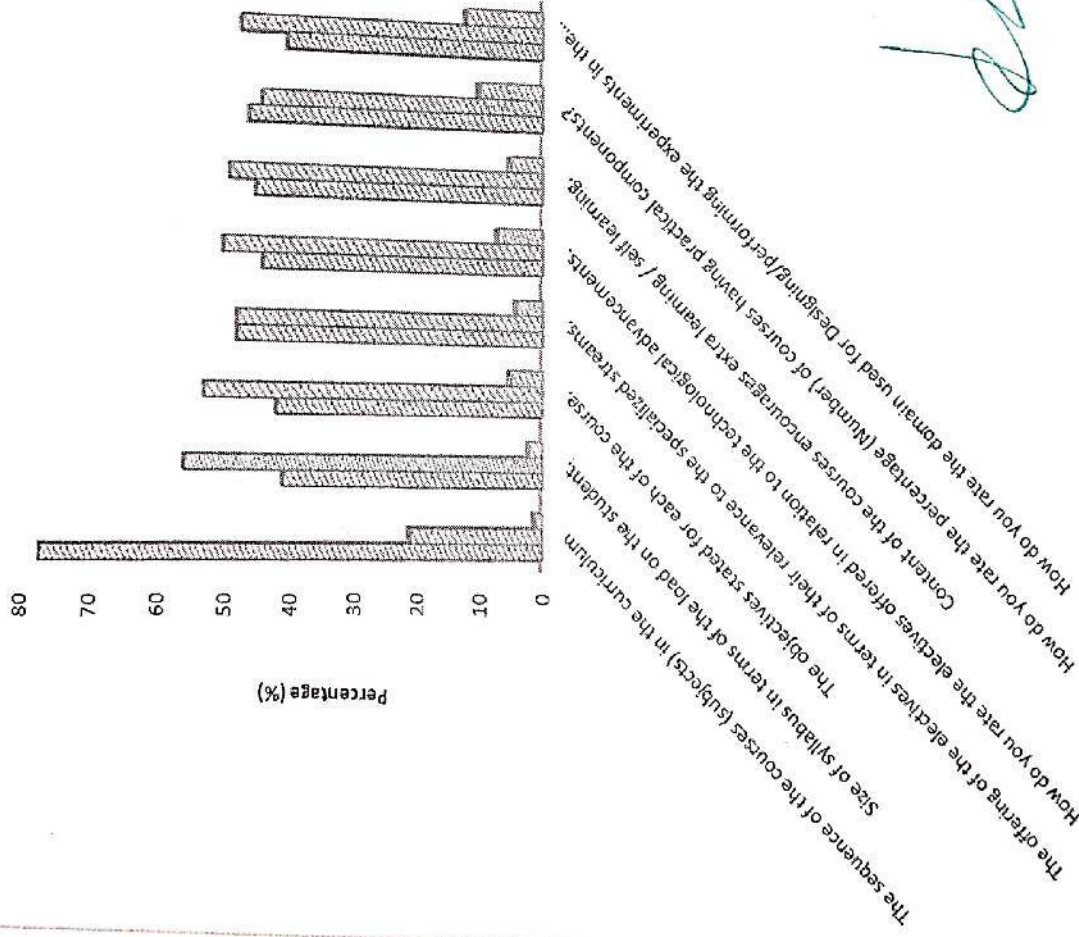 80
70
60
50
40
30
20
10
0
Percentage (%)
The sequence of the courses (subjects) in the curriculum
Size of syllabus in terms of the load on the student.
The objectives stated for each of the course.
The offering of the electives in terms of their relevance to the specialized streams.
How do you rate the electives offered in relation to the technological advancements.
Content of the courses encourages extra learning / self learning.
How do you rate the percentage (Number) of courses having practical components?
How do you rate the domain used for Designing/performing the experiments in the...